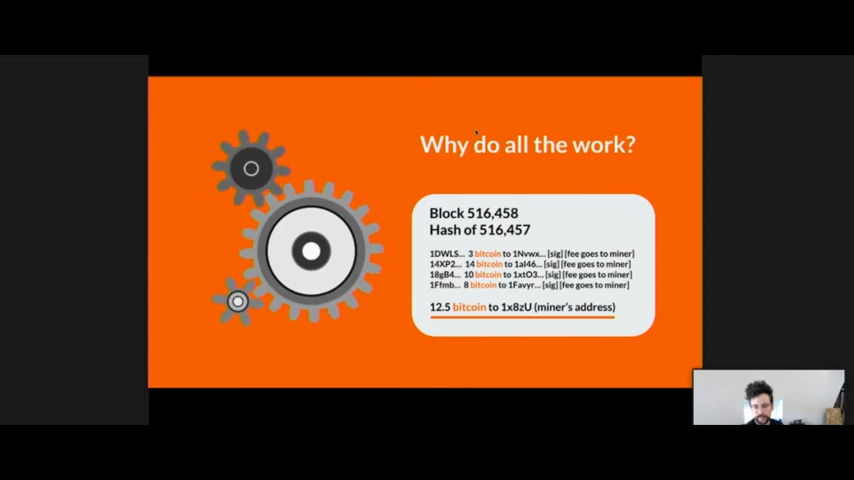 Why do all the work?
Block 516,458
Hash of 516,457
1DWLS... 3 bitcoin to 1Nvwx... [sig] [fee goes to miner]
14XP2... 14 bitcoin to 1aI46... [sig] [fee goes to miner]
18gB4... 10 bitcoin to 1xtO3... [sig] [fee goes to miner]
1Ffmb... 8 bitcoin to 1Favyr... [sig] [fee goes to miner]
12.5 bitcoin to 1x8zU (miner's address)